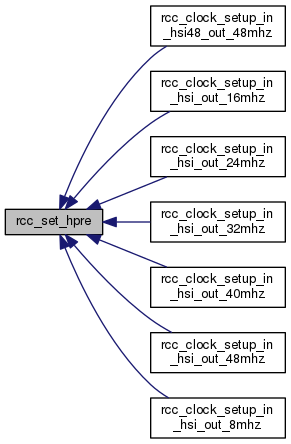 rcc_clock_setup_in
_hsi48_out_48mhz
rcc_clock_setup_in
_hsi_out_16mhz
rcc_clock_setup_in
_hsi_out_24mhz
rcc_set_hpre
rcc_clock_setup_in
_hsi_out_32mhz
rcc_clock_setup_in
_hsi_out_40mhz
rcc_clock_setup_in
_hsi_out_48mhz
rcc_clock_setup_in
_hsi_out_8mhz